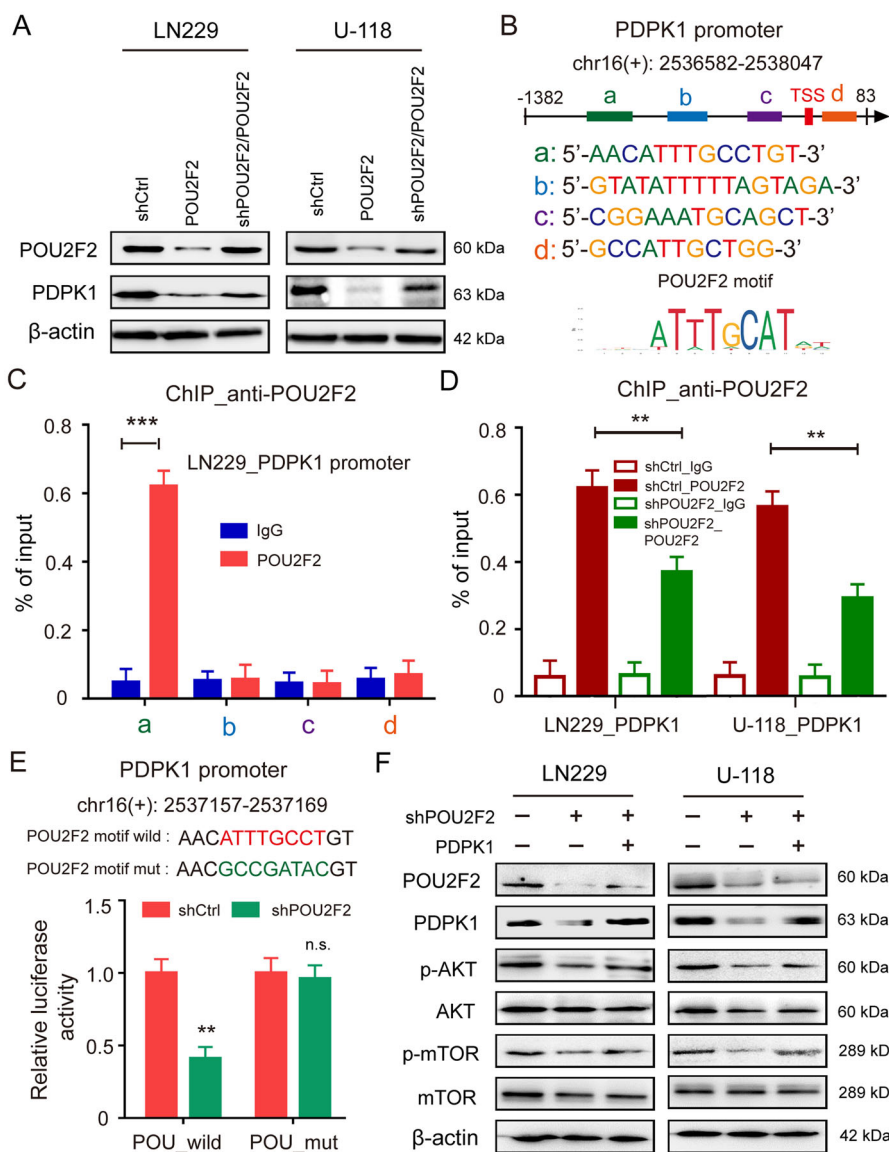 A
LN229
U-118
shCtrl
POU2F2
shPOU2F2/POU2F2
shCtrl
POU2F2
shPOU2F2/POU2F2
POU2F2
60 kDa
PDPK1
63 kDa
β-actin
42 kDa
B
PDPK1 promoter
chr16(+): 2536582-2538047
-1382
a
b
c
TSS
d
83
a: 5'-AACATTTGCCTGT-3'
b: 5'-GTATATTTTTAGTAGA-3'
c: 5'-CGGAAATGCAGCT-3'
d: 5'-GCCATTGCTGG-3'
POU2F2 motif
ATTTGCAT
C
ChIP_anti-POU2F2
LN229_PDPK1 promoter
***
IgG
POU2F2
% of input
0.8
0.6
0.4
0.2
0
a
b
c
d
D
ChIP_anti-POU2F2
**
**
shCtrl_IgG
shCtrl_POU2F2
shPOU2F2_IgG
shPOU2F2_
POU2F2
% of input
0.8
0.6
0.4
0.2
0
LN229_PDPK1
U-118_PDPK1
E
PDPK1 promoter
chr16(+): 2537157-2537169
POU2F2 motif wild : AACATTTGCCTGT
POU2F2 motif mut : AACGCCGATACGT
shCtrl
shPOU2F2
Relative luciferase
activity
1.5
1.0
0.5
0
**
n.s.
POU_wild
POU_mut
F
LN229
U-118
shPOU2F2 − + + − + +
PDPK1 − − + − − +
POU2F2
60 kDa
PDPK1
63 kDa
p-AKT
60 kDa
AKT
60 kDa
p-mTOR
289 kD
mTOR
289 kD
β-actin
42 kDa